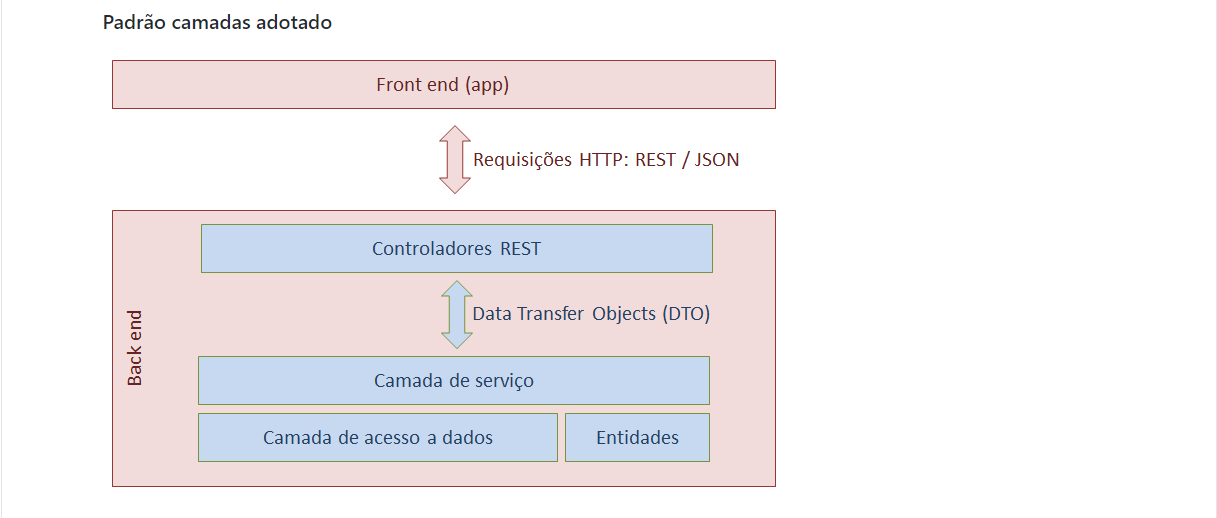 Padrão camadas adotado
Front end (app)
Requisições HTTP: REST / JSON
Back end
Controladores REST
Data Transfer Objects (DTO)
Camada de serviço
Camada de acesso a dados
Entidades